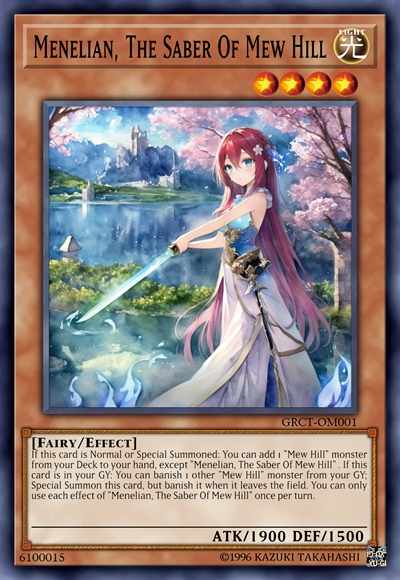 Menelian, The Saber Of Mew Hill
LIGHT
光
GRCT-OM001
[Fairy/Effect]
If this card is Normal or Special Summoned: You can add 1 "Mew Hill" monster
from your Deck to your hand, except "Menelian, The Saber Of Mew Hill" . If this
card is in your GY: You can banish 1 other "Mew Hill" monster from your GY;
Special Summon this card, but banish it when it leaves the field. You can only
use each effect of "Menelian, The Saber Of Mew Hill" once per turn.
ATK/1900 DEF/1500
6100015
©1996 KAZUKI TAKAHASHI